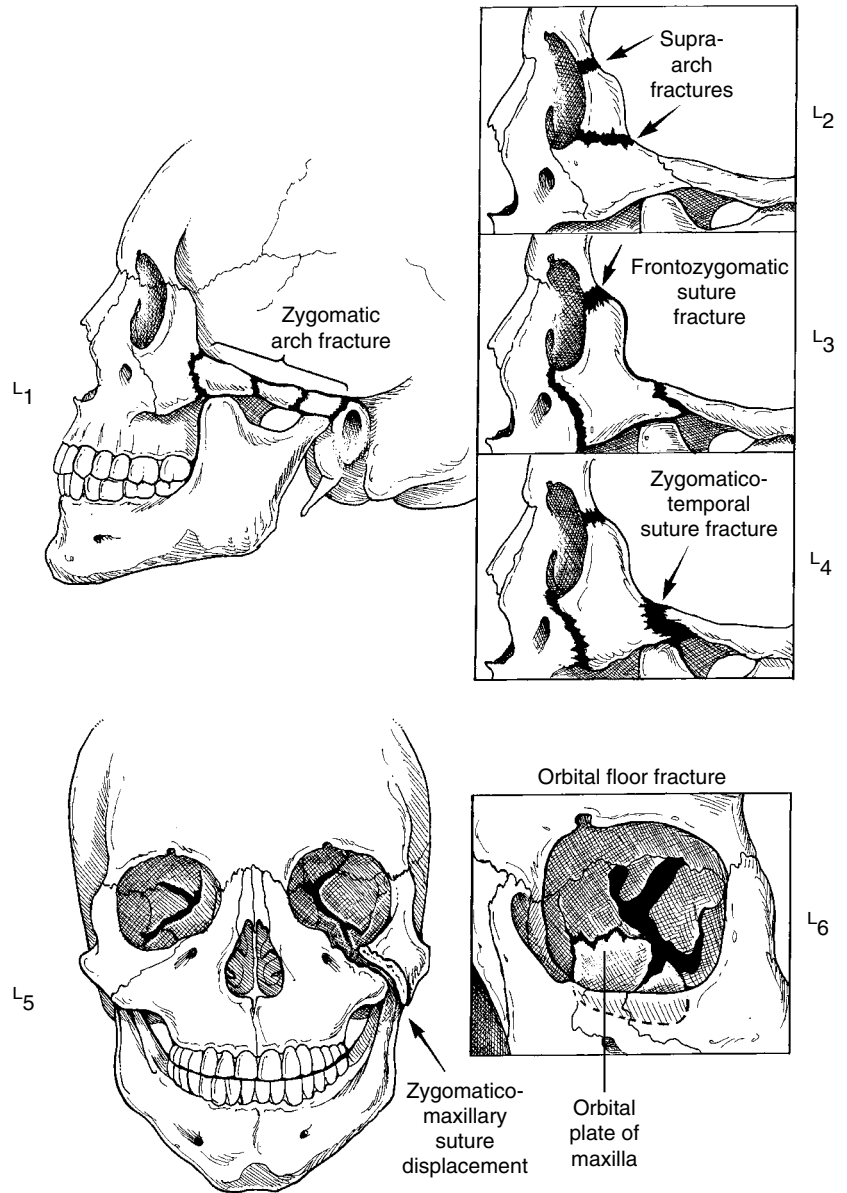 Supra-
arch
fractures
L2
Zygomatic
arch fracture
L1
Frontozygomatic
suture
fracture
L3
Zygomatico-
temporal
suture fracture
L4
Orbital floor fracture
L5
L6
Zygomatico-
maxillary
suture
displacement
Orbital
plate of
maxilla